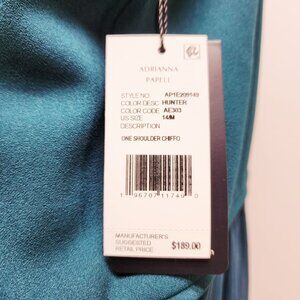 ADRIANNA
PAPELL
STYLE NO. AP1E209149
COLOR DESC HUNTER
COLOR CODE AE303
US SIZE 14/M
DESCRIPTION
ONE SHOULDER CHIFFO
MANUFACTURER'S
SUGGESTED
RETAIL PRICE $189.00